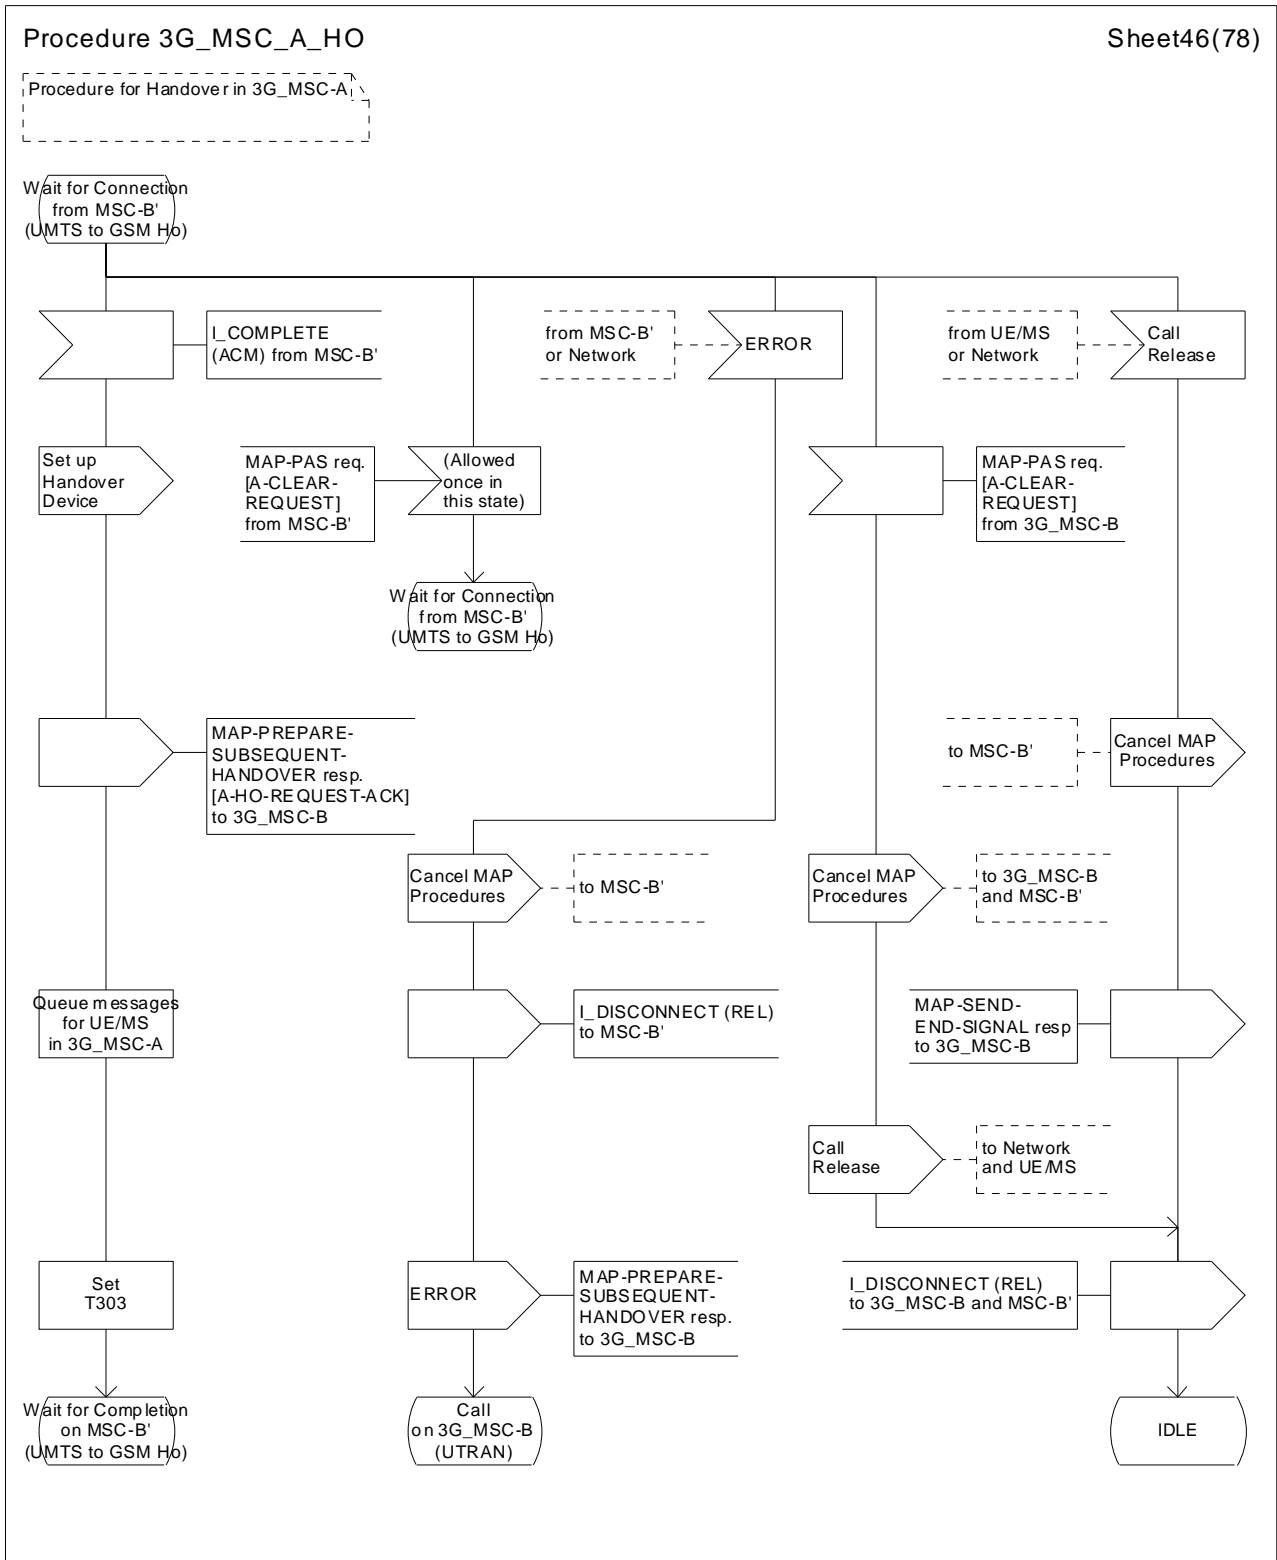 Procedure 3G_MSC_A_HO
Sheet46(78)
Procedure for Handover in 3G_MSC-A
Wait for Connection
from MSC-B'
(UMTS to GSM Ho)
I_COMPLETE
(ACM) from MSC-B'
from MSC-B'
or Network
ERROR
from UE/MS
or Network
Call
Release
Set up
Handover
Device
MAP-PAS req.
[A-CLEAR-
REQUEST]
from MSC-B'
(Allowed
once in
this state)
MAP-PAS req.
[A-CLEAR-
REQUEST]
from 3G_MSC-B
Wait for Connection
from MSC-B'
(UMTS to GSM Ho)
MAP-PREPARE-
SUBSEQUENT-
HANDOVER resp.
[A-HO-REQUEST-ACK]
to 3G_MSC-B
to MSC-B'
Cancel MAP
Procedures
Cancel MAP
Procedures
to MSC-B'
Cancel MAP
Procedures
to 3G_MSC-B
and MSC-B'
Queue messages
for UE/MS
in 3G_MSC-A
I_DISCONNECT (REL)
to MSC-B'
MAP-SEND-
END-SIGNAL resp
to 3G_MSC-B
Call
Release
to Network
and UE/MS
Set
T303
ERROR
MAP-PREPARE-
SUBSEQUENT-
HANDOVER resp.
to 3G_MSC-B
I_DISCONNECT (REL)
to 3G_MSC-B and MSC-B'
Wait for Completion
on MSC-B'
(UMTS to GSM Ho)
Call
on 3G_MSC-B
(UTRAN)
IDLE